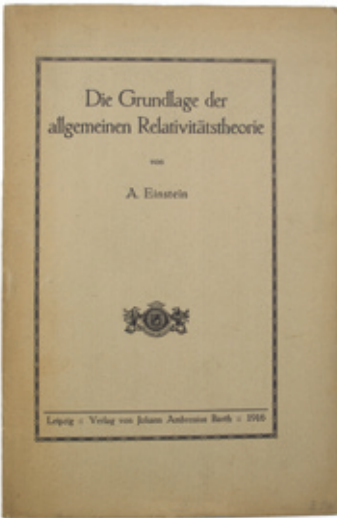 Die Grundlage der
allgemeinen Relativitätstheorie
von
A. Einstein
Leipzig :: Verlag von Johann Ambrosius Barth :: 1916